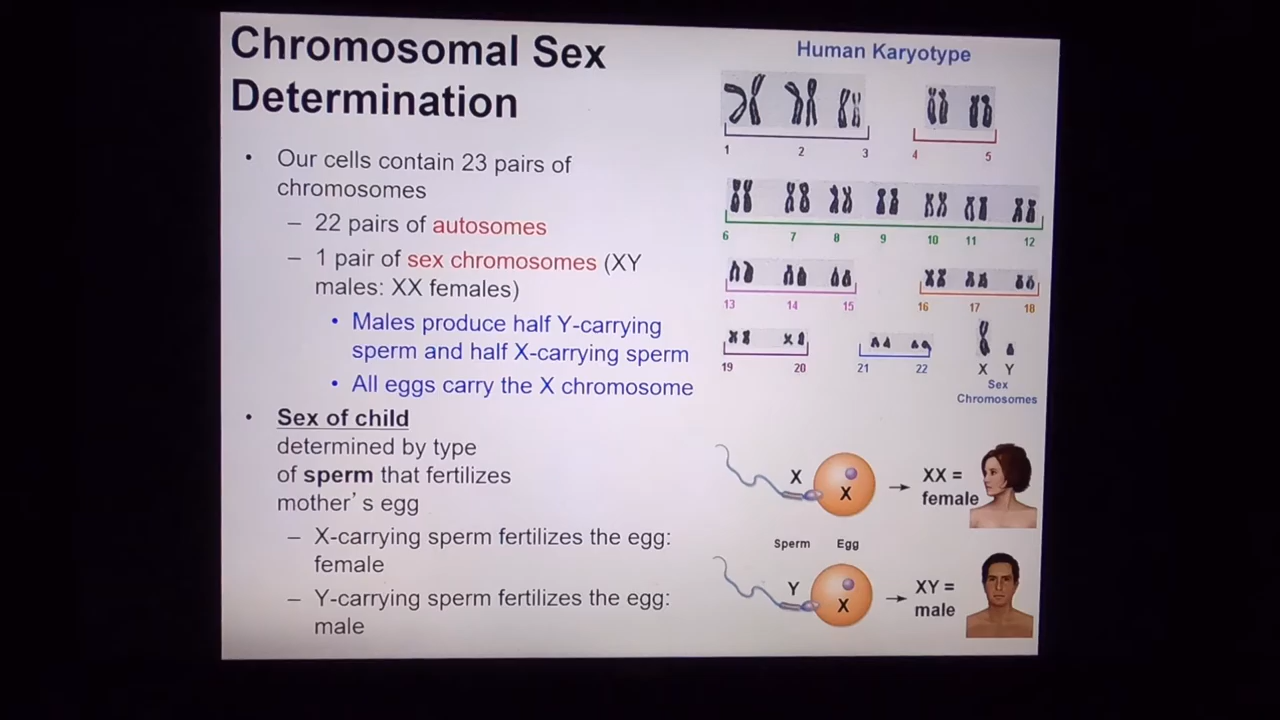 Chromosomal Sex
Determination
• Our cells contain 23 pairs of
chromosomes
– 22 pairs of autosomes
– 1 pair of sex chromosomes (XY
males: XX females)
• Males produce half Y-carrying
sperm and half X-carrying sperm
• All eggs carry the X chromosome
• Sex of child
determined by type
of sperm that fertilizes
mother's egg
– X-carrying sperm fertilizes the egg:
female
– Y-carrying sperm fertilizes the egg:
male
Human Karyotype
1 2 3 4 5
6 7 8 9 10 11 12
13 14 15 16 17 18
19 20 21 22 X Y
Sex
Chromosomes
X X XX =
female
Sperm Egg
Y X XY =
male